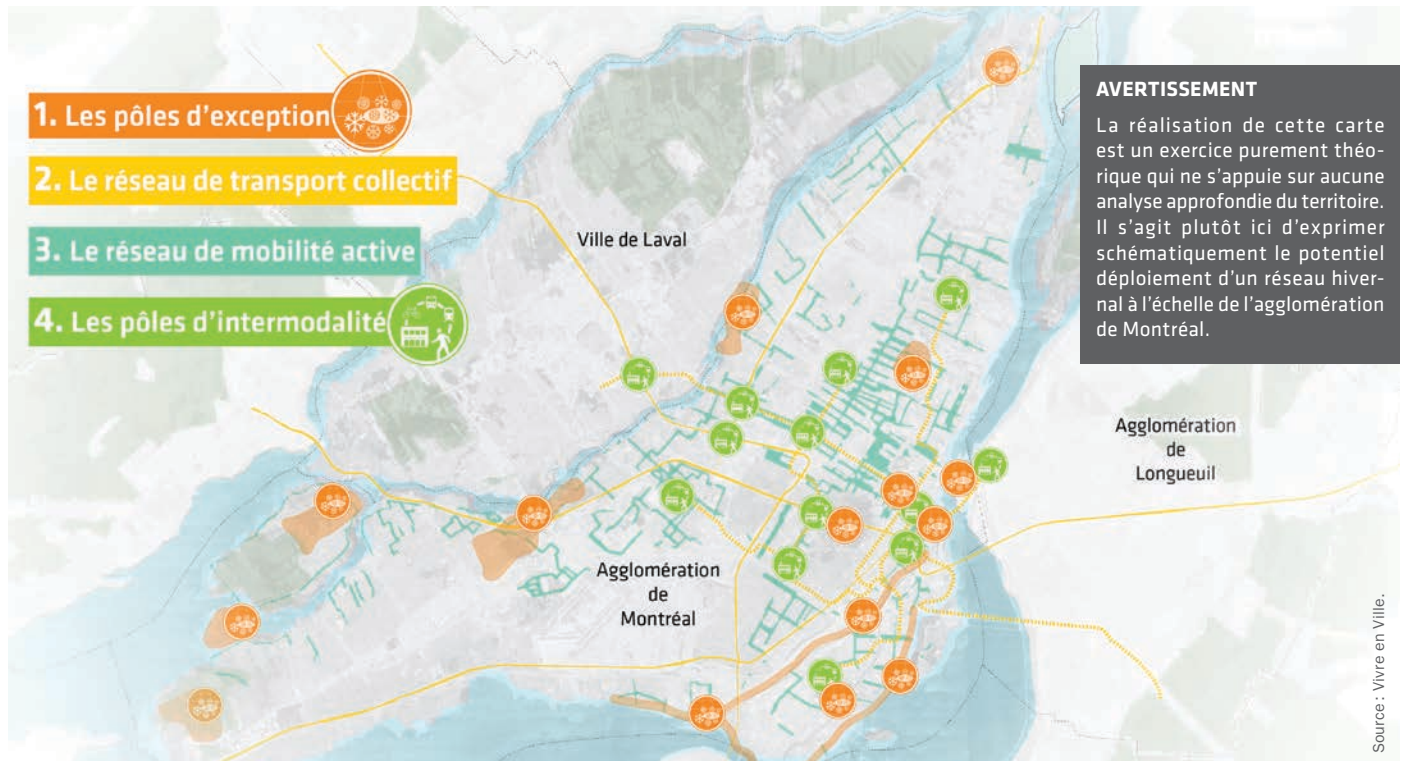 1. Les pôles d'exception
2. Le réseau de transport collectif
3. Le réseau de mobilité active
4. Les pôles d'intermodalité
Ville de Laval
Agglomération
de
Montréal
Agglomération
de
Longueuil
AVERTISSEMENT
La réalisation de cette carte
est un exercice purement théo-
rique qui ne s'appuie sur aucune
analyse approfondie du territoire.
Il s'agit plutôt ici d'exprimer
schématiquement le potentiel
déploiement d'un réseau hiver-
nal à l'échelle de l'agglomération
de Montréal.
Source : Vivre en Ville.